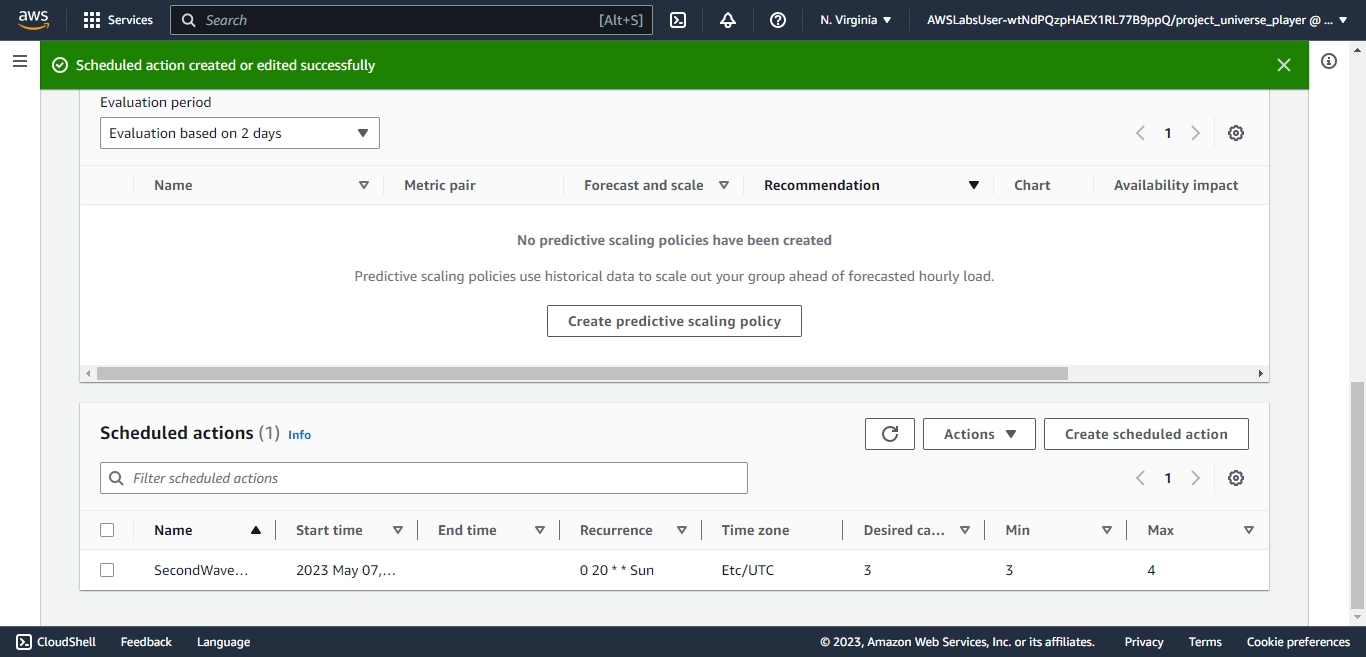 aws Services Search [Alt+S] N. Virginia AWSLabsUser-wtNdPQzpHAEX1RL77B9ppQ/project_universe_player @ ...
Scheduled action created or edited successfully
Evaluation period
Evaluation based on 2 days 1
Name Metric pair Forecast and scale Recommendation Chart Availability impact
No predictive scaling policies have been created
Predictive scaling policies use historical data to scale out your group ahead of forecasted hourly load.
Create predictive scaling policy
Scheduled actions (1) Info Actions Create scheduled action
Filter scheduled actions 1
Name Start time End time Recurrence Time zone Desired ca... Min Max
SecondWave... 2023 May 07,... 0 20 * * Sun Etc/UTC 3 3 4
CloudShell Feedback Language © 2023, Amazon Web Services, Inc. or its affiliates. Privacy Terms Cookie preferences